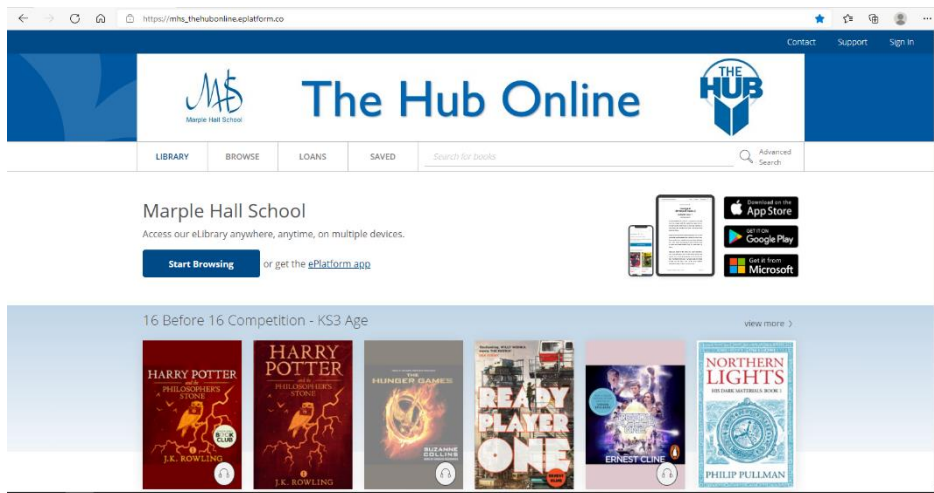 https://mhs_thehubonline.eplatform.co
Contact Support Sign in
MHS
Marple Hall School
The Hub Online
THE
HUB
LIBRARY BROWSE LOANS SAVED Search for books Advanced Search
Marple Hall School
Access our eLibrary anywhere, anytime, on multiple devices.
Start Browsing or get the ePlatform app
Download on the
App Store
GET IT ON
Google Play
Get it from
Microsoft
16 Before 16 Competition - KS3 Age
view more >
HARRY POTTER
and the
PHILOSOPHER'S
STONE
BOOK
CLUB
J.K. ROWLING
HARRY
POTTER
and the
PHILOSOPHER'S
STONE
J.K. ROWLING
THE
HUNGER GAMES
SUZANNE
COLLINS
READY
PLAYER
ONE
ERNEST
CLINE
ERNEST CLINE
NORTHERN
LIGHTS
HIS DARK MATERIALS BOOK 1
PHILIP PULLMAN